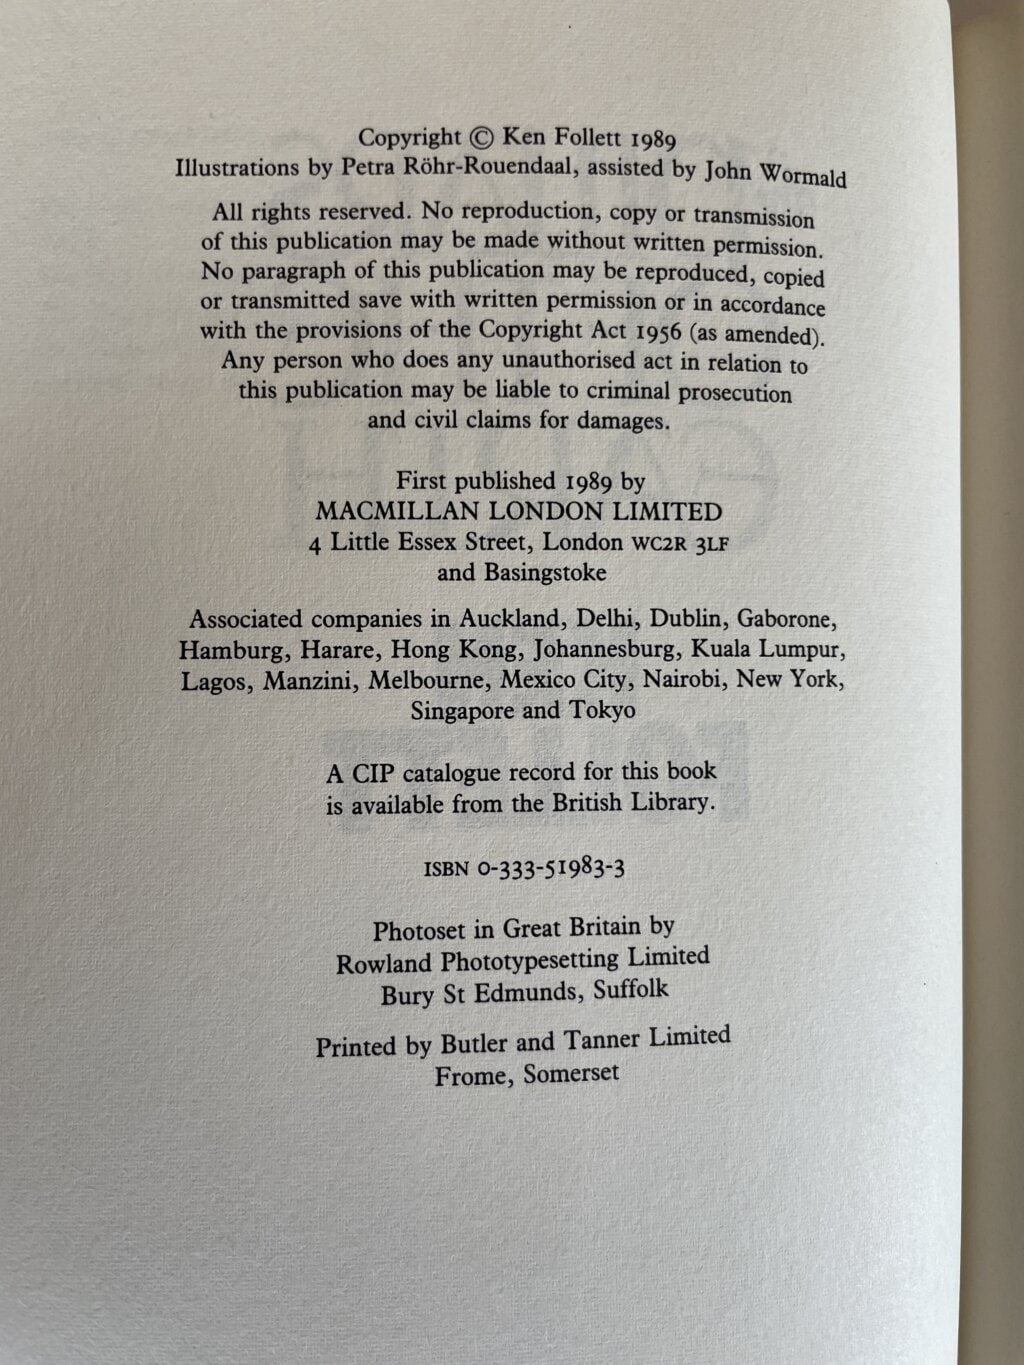 Copyright © Ken Follett 1989
Illustrations by Petra Röhr-Rouendaal, assisted by John Wormald
All rights reserved. No reproduction, copy or transmission
of this publication may be made without written permission.
No paragraph of this publication may be reproduced, copied
or transmitted save with written permission or in accordance
with the provisions of the Copyright Act 1956 (as amended).
Any person who does any unauthorised act in relation to
this publication may be liable to criminal prosecution
and civil claims for damages.
First published 1989 by
MACMILLAN LONDON LIMITED
4 Little Essex Street, London WC2R 3LF
and Basingstoke
Associated companies in Auckland, Delhi, Dublin, Gaborone,
Hamburg, Harare, Hong Kong, Johannesburg, Kuala Lumpur,
Lagos, Manzini, Melbourne, Mexico City, Nairobi, New York,
Singapore and Tokyo
A CIP catalogue record for this book
is available from the British Library.
ISBN 0-333-51983-3
Photoset in Great Britain by
Rowland Phototypesetting Limited
Bury St Edmunds, Suffolk
Printed by Butler and Tanner Limited
Frome, Somerset